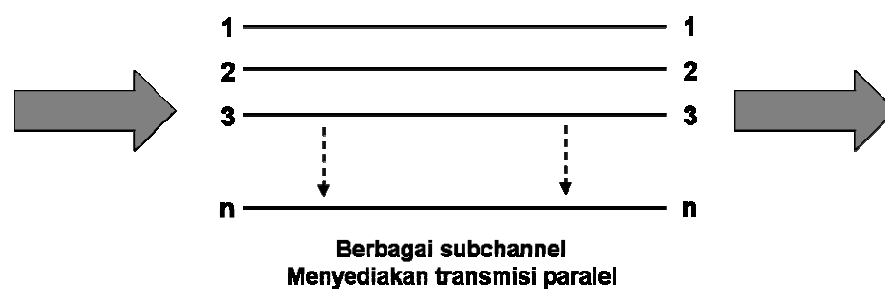 1 1
2 2
3 3
n n
Berbagai subchannel
Menyediakan transmisi paralel